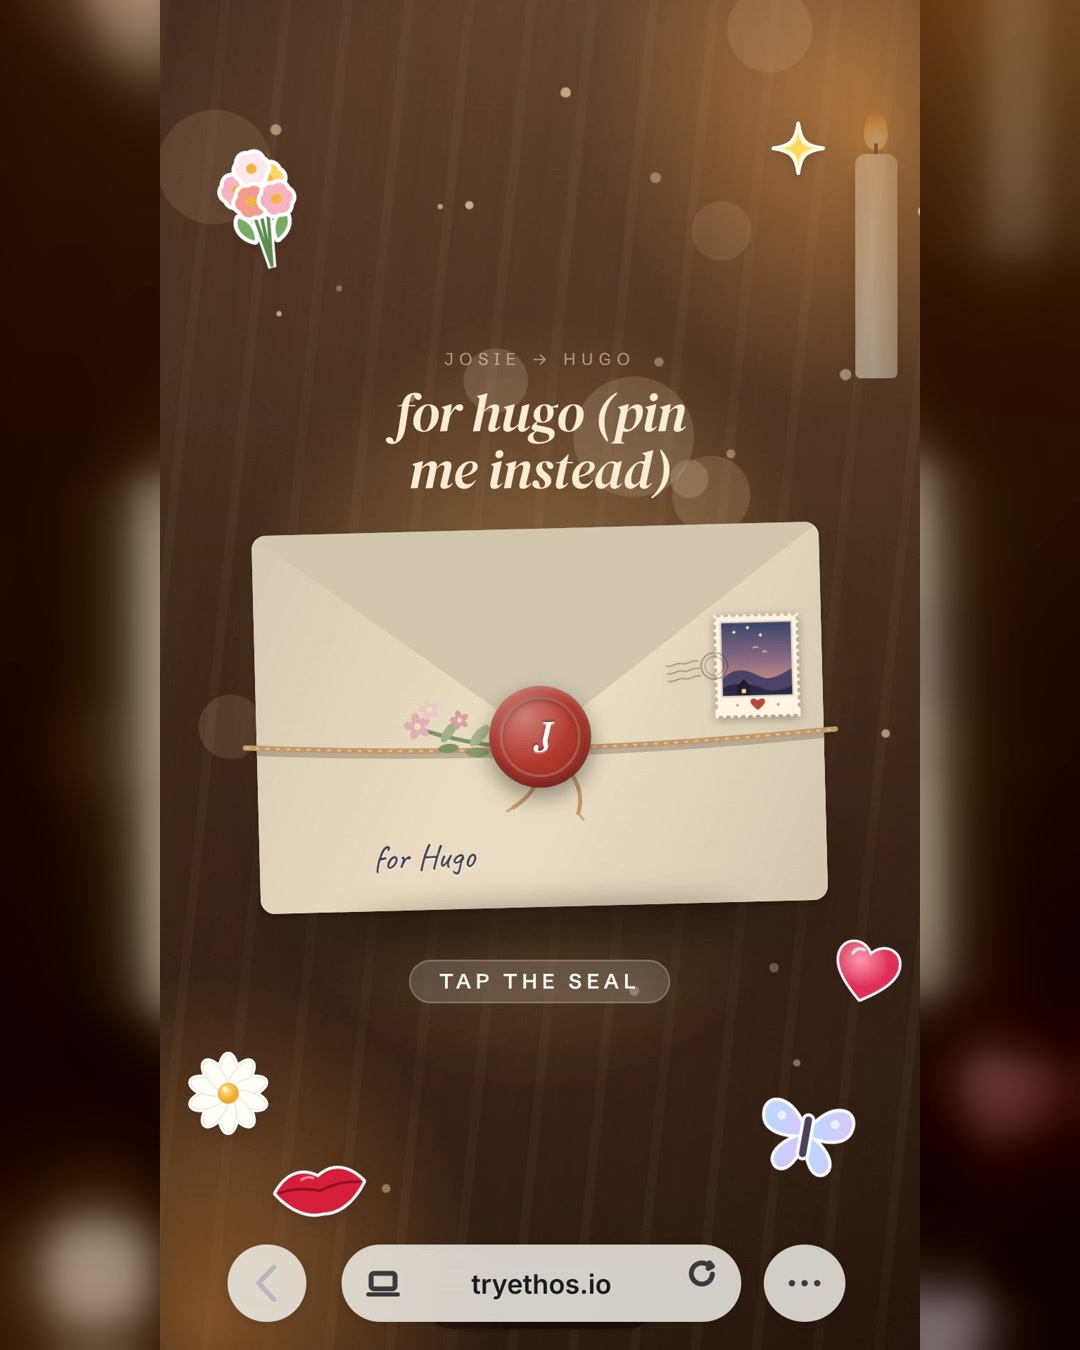 JOSIE → HUGO
for hugo (pin
me instead)
J
for Hugo
TAP THE SEAL
tryethos.io